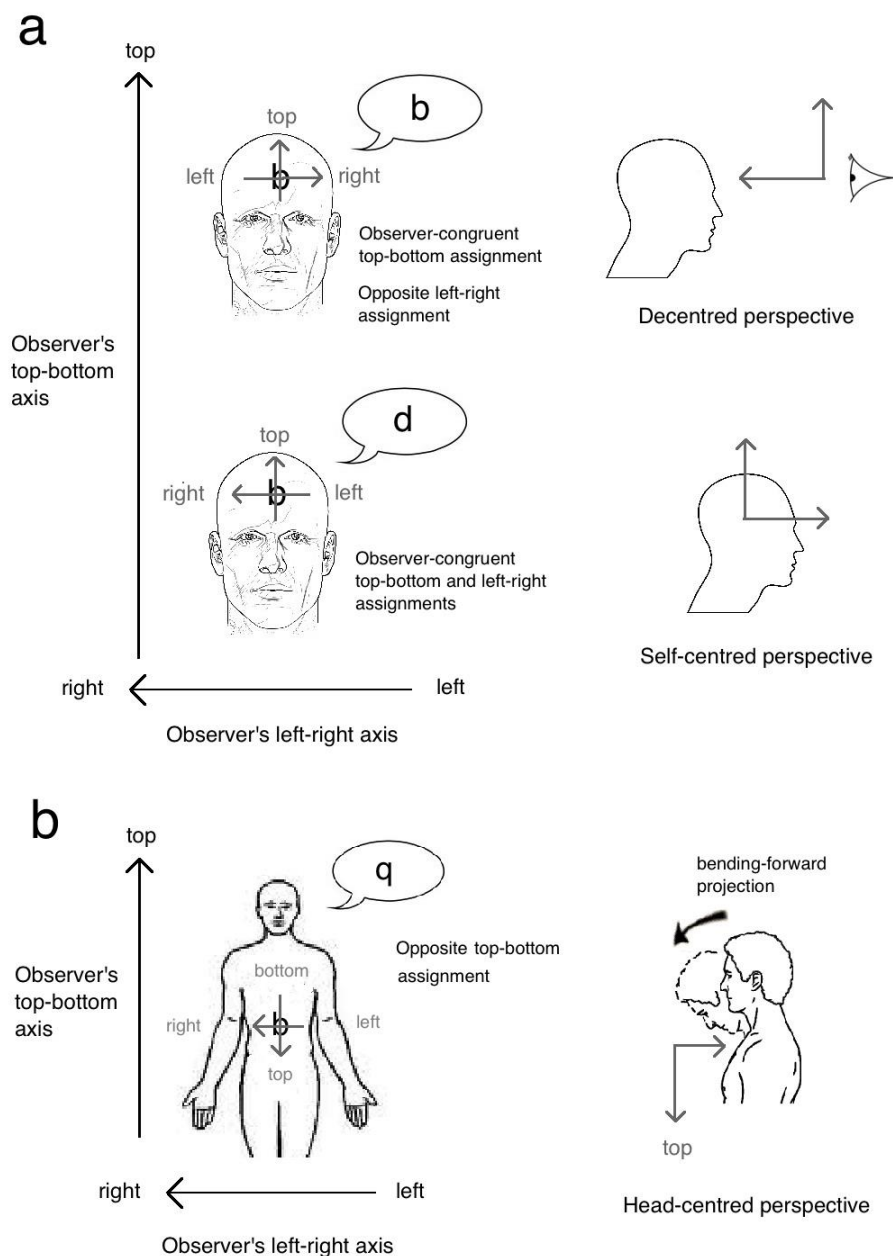 a
top
b
top
left
b
right
Observer-congruent
top-bottom assignment
Opposite left-right
assignment
Decentred perspective
Observer's
top-bottom
axis
d
top
right
b
left
Observer-congruent
top-bottom and left-right
assignments
Self-centred perspective
right
left
Observer's left-right axis
b
top
q
bending-forward
projection
Opposite top-bottom
assignment
Observer's
top-bottom
axis
bottom
right
b
left
top
top
right
left
Head-centred perspective
Observer's left-right axis